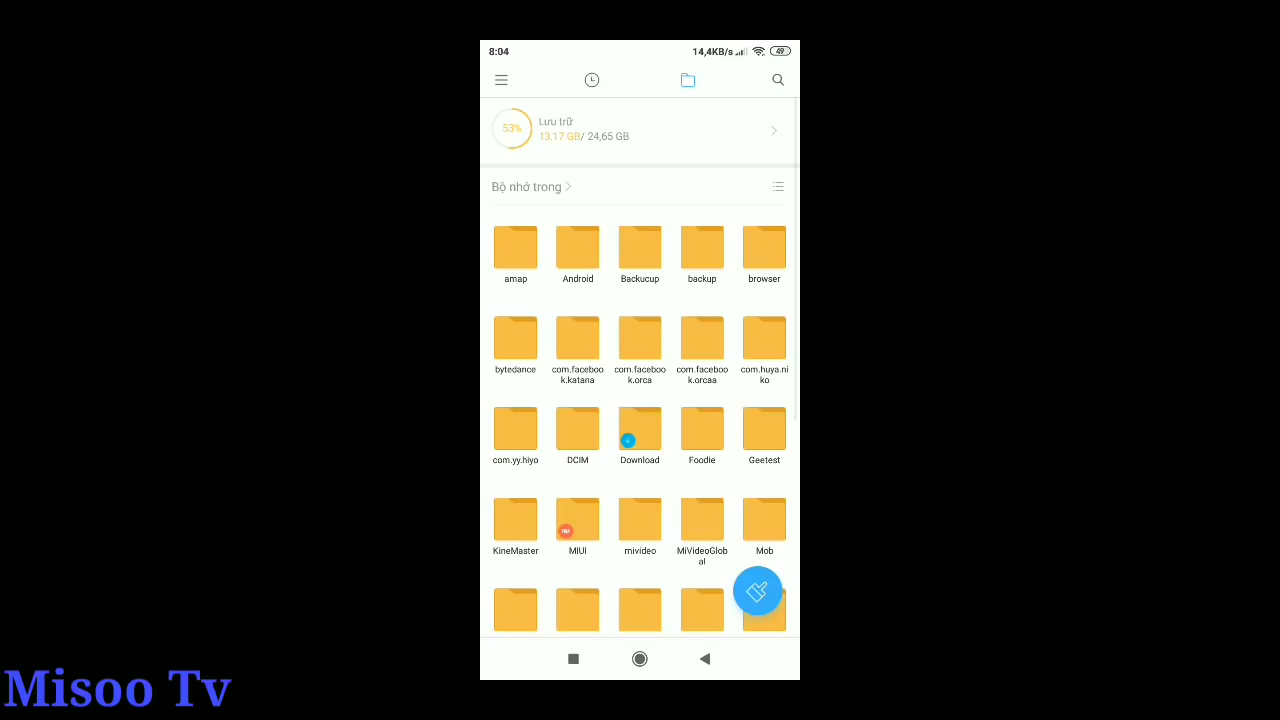 8:04
14,4KB/s
49
53%
Lưu trữ
13,17 GB/ 24,65 GB
Bộ nhớ trong
amap
Android
Backucup
backup
browser
bytedance
com.faceboo
k.katana
com.faceboo
k.orca
com.faceboo
k.orcaa
com.huya.ni
ko
com.yy.hiyo
DCIM
Download
Foodie
Geetest
KineMaster
MIUI
mivideo
MiVideoGlob
al
Mob
Misoo Tv